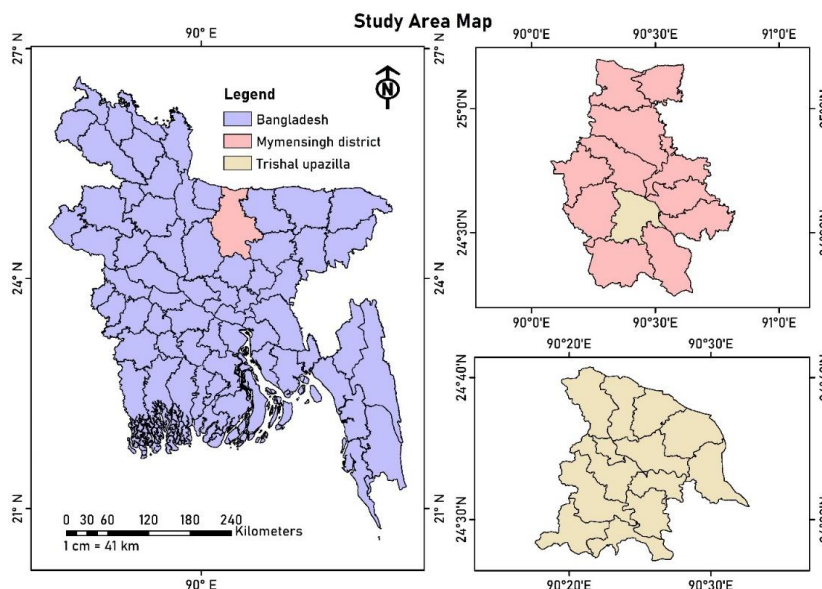 Study Area Map
90° E
27° N
27° N
Legend
Bangladesh
Mymensingh district
Trishal upazilla
N
24° N
24° N
21° N
21° N
0 30 60 120 180 240
Kilometers
1 cm = 41 km
90° E
90°0'E 90°30'E 91°0'E
25°0'N
24°30'N
90°0'E 90°30'E 91°0'E
90°20'E 90°30'E
24°40'N
24°30'N
90°20'E 90°30'E